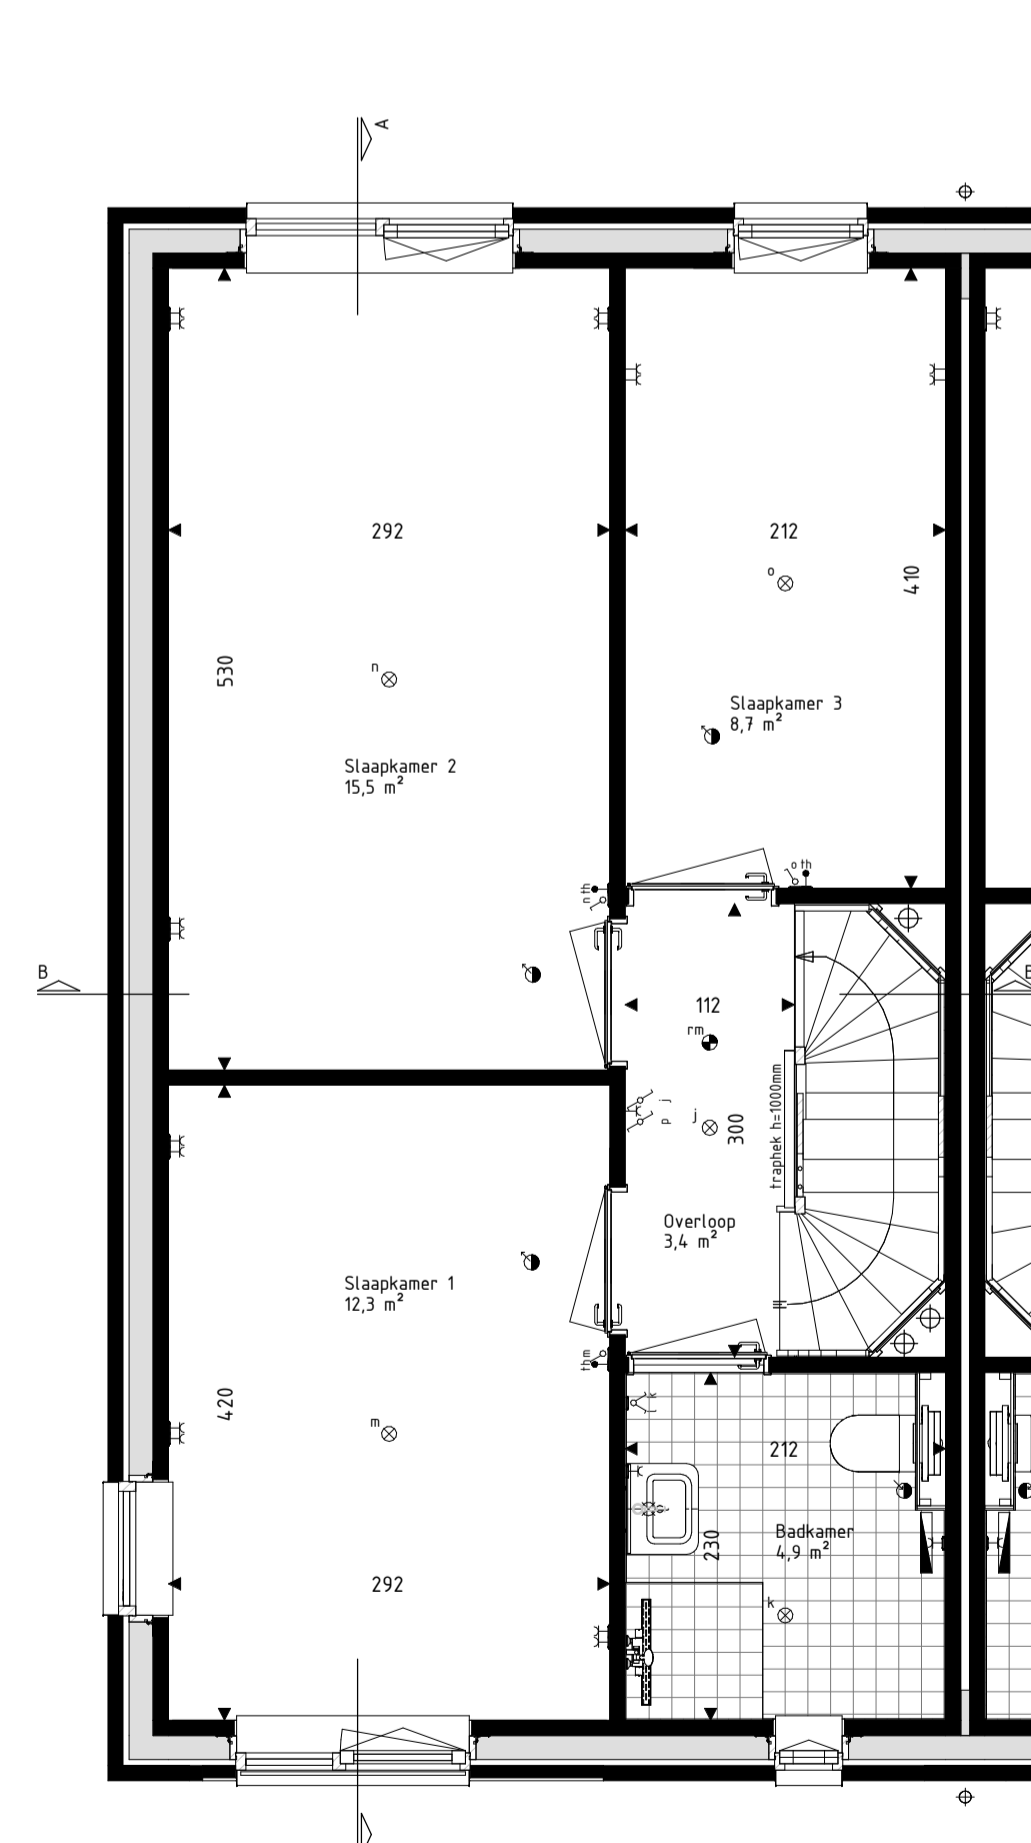 A
292
212
o
410
n
530
Slaapkamer 3
8,7 m²
Slaapkamer 2
15,5 m²
o th
n th
B
B
112
rm
traphek h=1000mm
j
p
j
300
Overloop
3,4 m²
Slaapkamer 1
12,3 m²
th m
420
m
k
212
Badkamer
4,9 m²
230
292
k